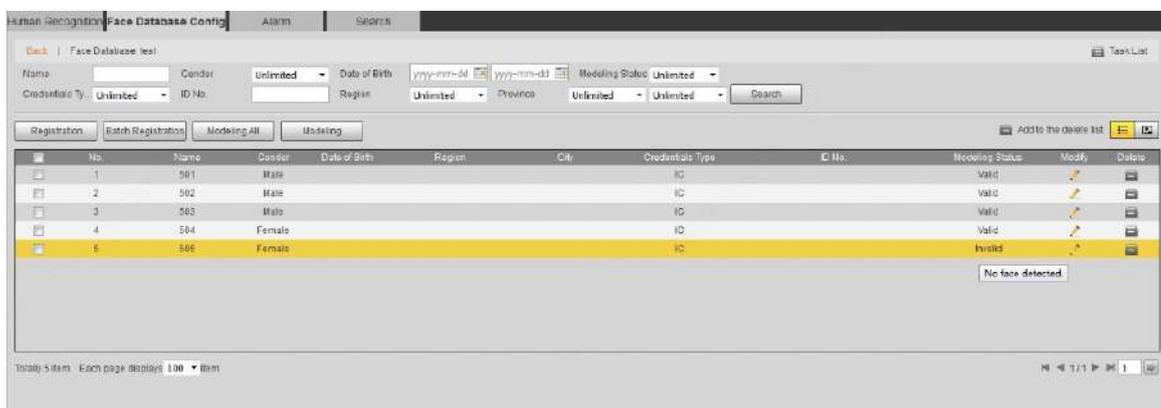 Human Recognition Face Database Config Alarm Search
Back | Face Database test Task List
Name Gender Unlimited Date of Birth yyyy-mm-dd yyyy-mm-dd Modeling Status Unlimited
Credentials Ty.. Unlimited ID No. Region Unlimited Province Unlimited Unlimited Search
Registration Batch Registration Modeling All Modeling Add to the delete list
No. Name Gender Date of Birth Region City Credentials Type ID No. Modeling Status Modify Delete
1 501 Male IC Valid
2 502 Male IC Valid
3 503 Male IC Valid
4 504 Female IC Valid
5 505 Female IC Invalid
No face detected.
Totally 5 item Each page displays 100 item
1/1 1